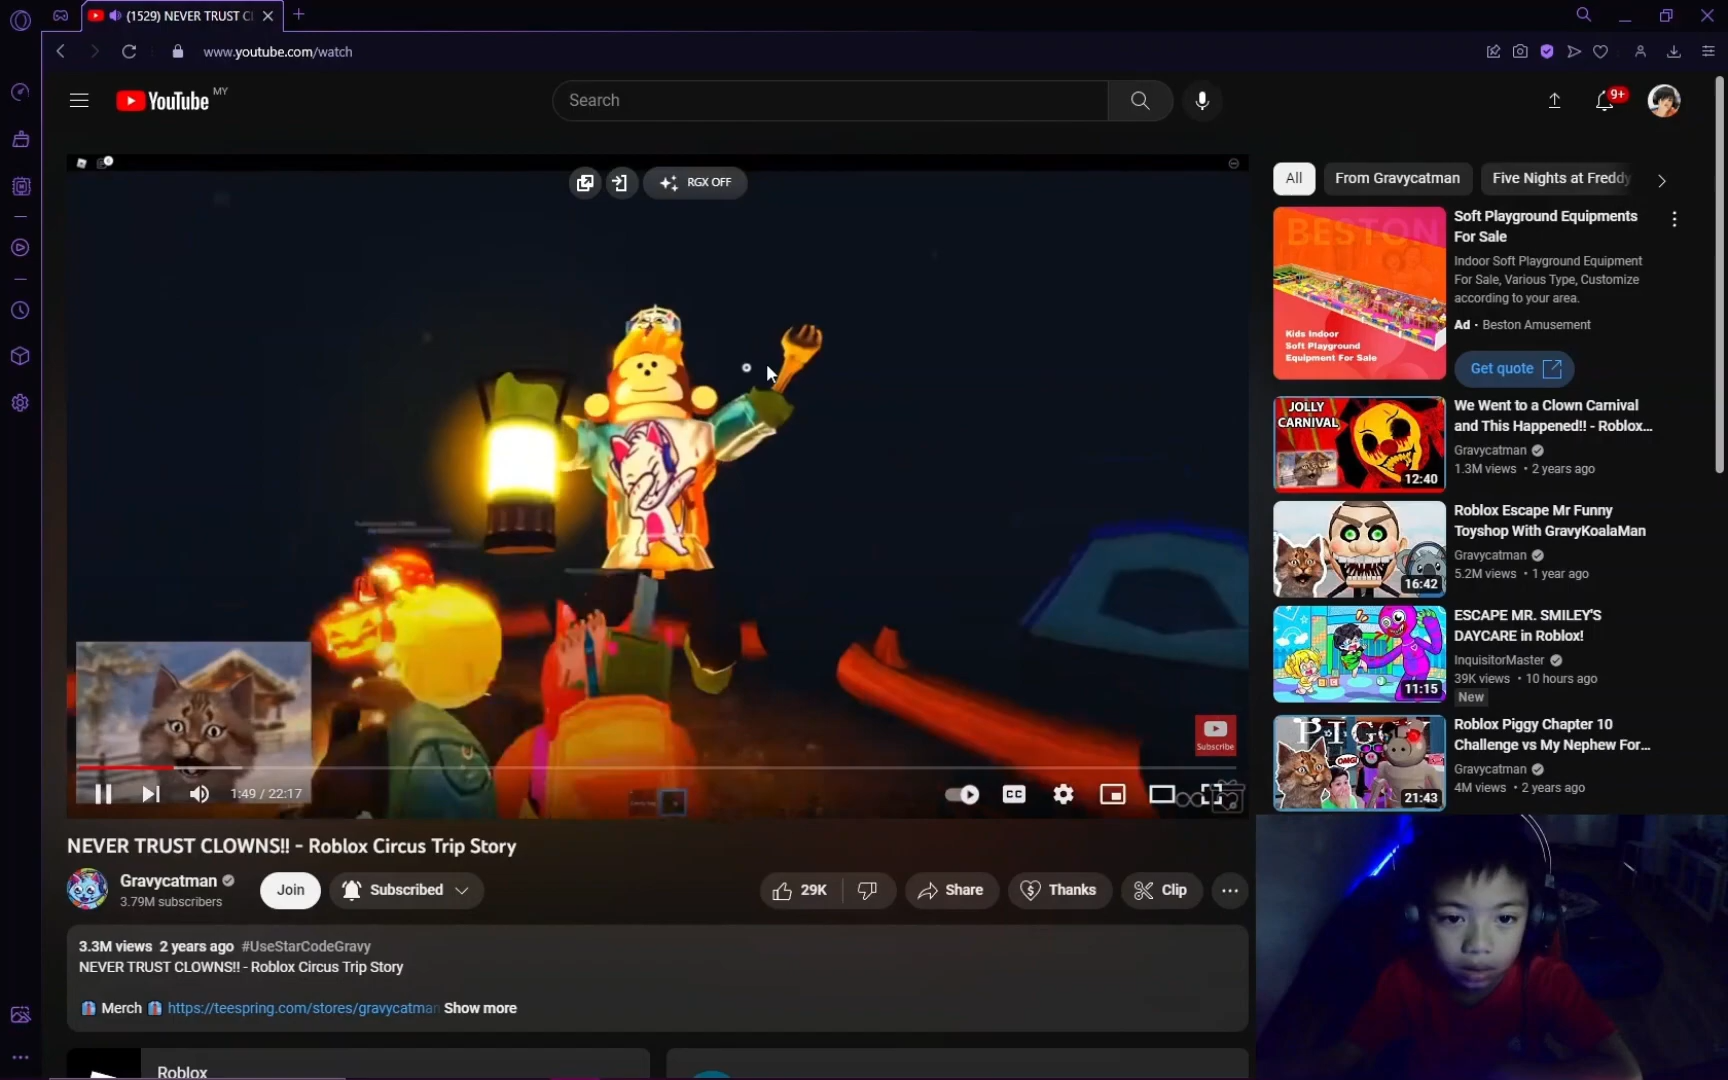 (1529) NEVER TRUST CL
www.youtube.com/watch
YouTube MY
Search
9+
RGX OFF
All
From Gravycatman
Five Nights at Freddy
BESTON
Kids Indoor
Soft Playground
Equipment For Sale
Soft Playground Equipments
For Sale
Indoor Soft Playground Equipment
For Sale, Various Type, Customize
according to your area.
Ad · Beston Amusement
Get quote
JOLLY
CARNIVAL
12:40
We Went to a Clown Carnival
and This Happened!! - Roblox...
Gravycatman
1.3M views · 2 years ago
16:42
Roblox Escape Mr Funny
Toyshop With GravyKoalaMan
Gravycatman
5.2M views · 1 year ago
11:15
ESCAPE MR. SMILEY'S
DAYCARE in Roblox!
InquisitorMaster
39K views · 10 hours ago
New
PIGGY
OMG!
21:43
Roblox Piggy Chapter 10
Challenge vs My Nephew For...
Gravycatman
4M views · 2 years ago
Subscribe
1:49 / 22:17
CC
NEVER TRUST CLOWNS!! - Roblox Circus Trip Story
Gravycatman
3.79M subscribers
Join
Subscribed
29K
Share
Thanks
Clip
3.3M views 2 years ago #UseStarCodeGravy
NEVER TRUST CLOWNS!! - Roblox Circus Trip Story
Merch https://teespring.com/stores/gravycatman Show more
Roblox